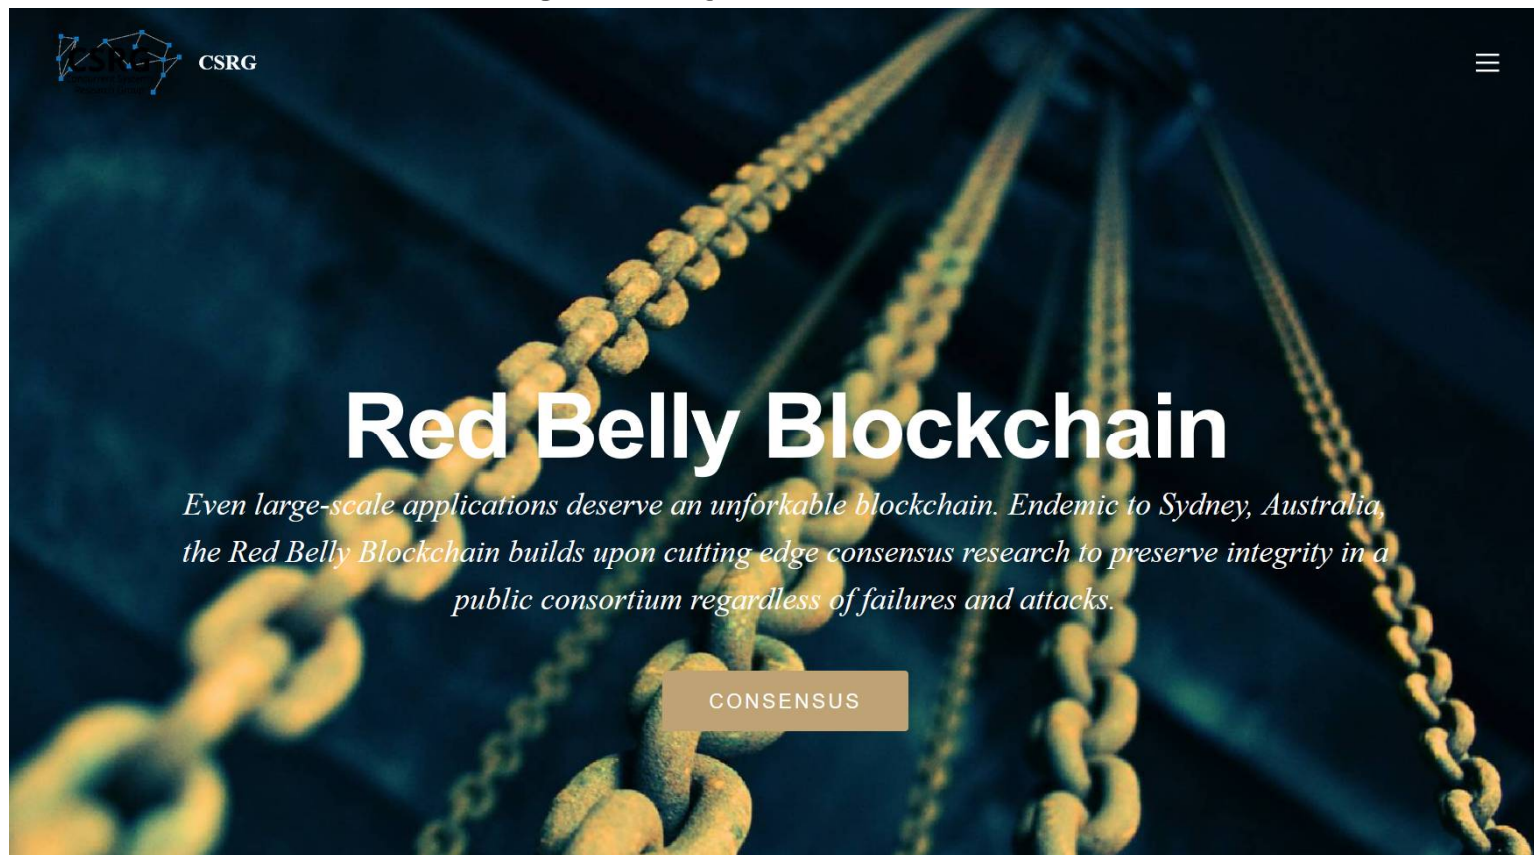 CSRG
CSRG
Red Belly Blockchain
Even large-scale applications deserve an unforkable blockchain. Endemic to Sydney, Australia,
the Red Belly Blockchain builds upon cutting edge consensus research to preserve integrity in a
public consortium regardless of failures and attacks.
CONSENSUS